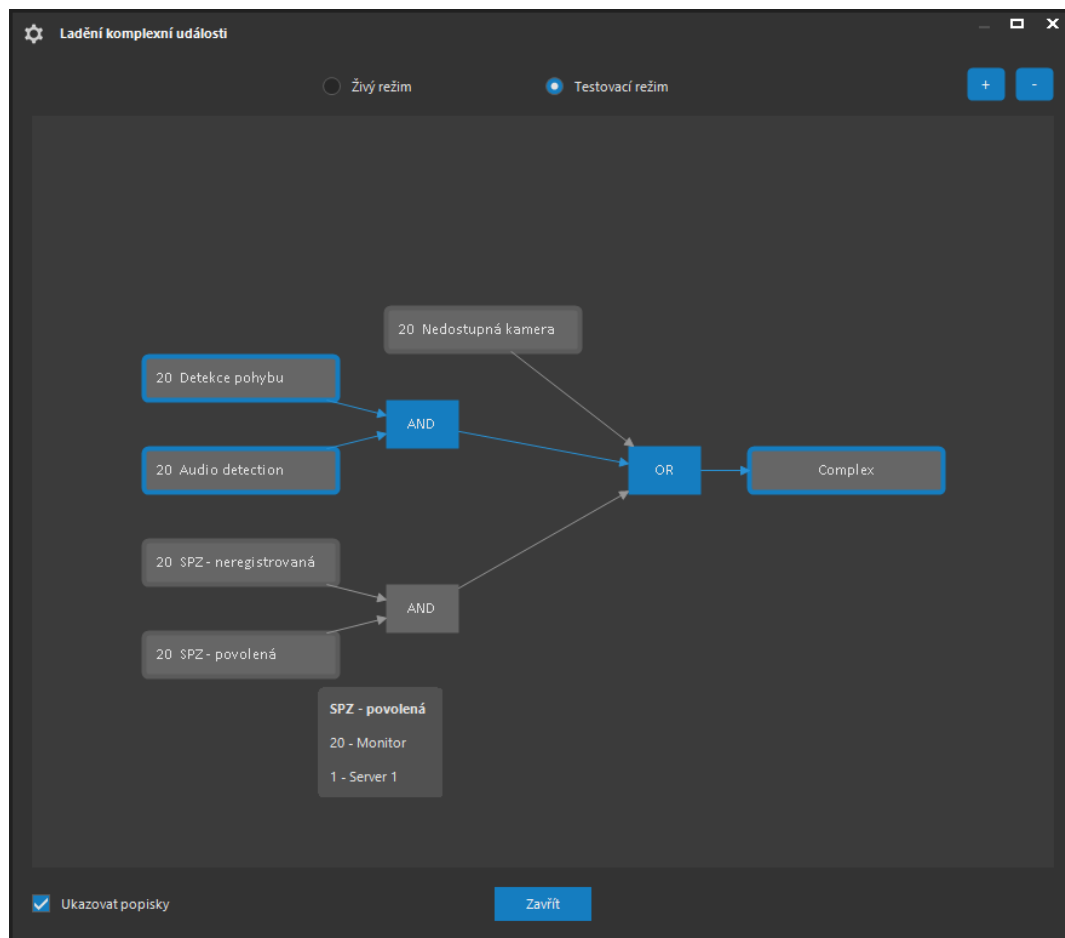 Ladění komplexní události
Živý režim
Testovací režim
+
-
20 Nedostupná kamera
20 Detekce pohybu
AND
20 Audio detection
OR
Complex
20 SPZ - neregistrovaná
AND
20 SPZ - povolená
SPZ - povolená
20 - Monitor
1 - Server 1
Ukazovat popisky
Zavřít